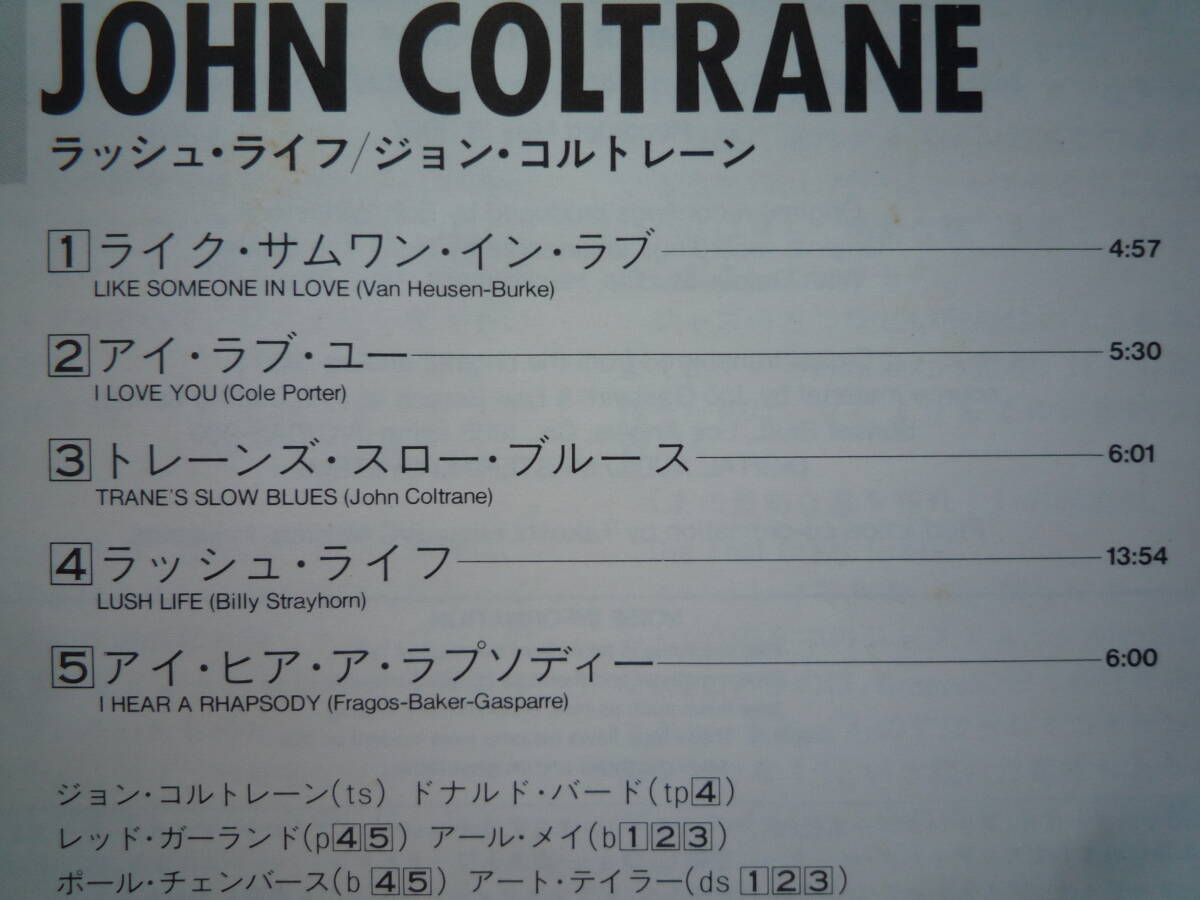 JOHN COLTRANE
ラッシュ・ライフ/ジョン・コルトレーン
1 ライク・サムワン・イン・ラブ 4:57
LIKE SOMEONE IN LOVE (Van Heusen-Burke)
2 アイ・ラブ・ユー 5:30
I LOVE YOU (Cole Porter)
3 トレーンズ・スロー・ブルース 6:01
TRANE'S SLOW BLUES (John Coltrane)
4 ラッシュ・ライフ 13:54
LUSH LIFE (Billy Strayhorn)
5 アイ・ヒア・ア・ラプソディー 6:00
I HEAR A RHAPSODY (Fragos-Baker-Gasparre)
ジョン・コルトレーン(ts) ドナルド・バード(tp4)
レッド・ガーランド(p45) アール・メイ(b123)
ポール・チェンバース(b 45) アート・テイラー(ds 123)